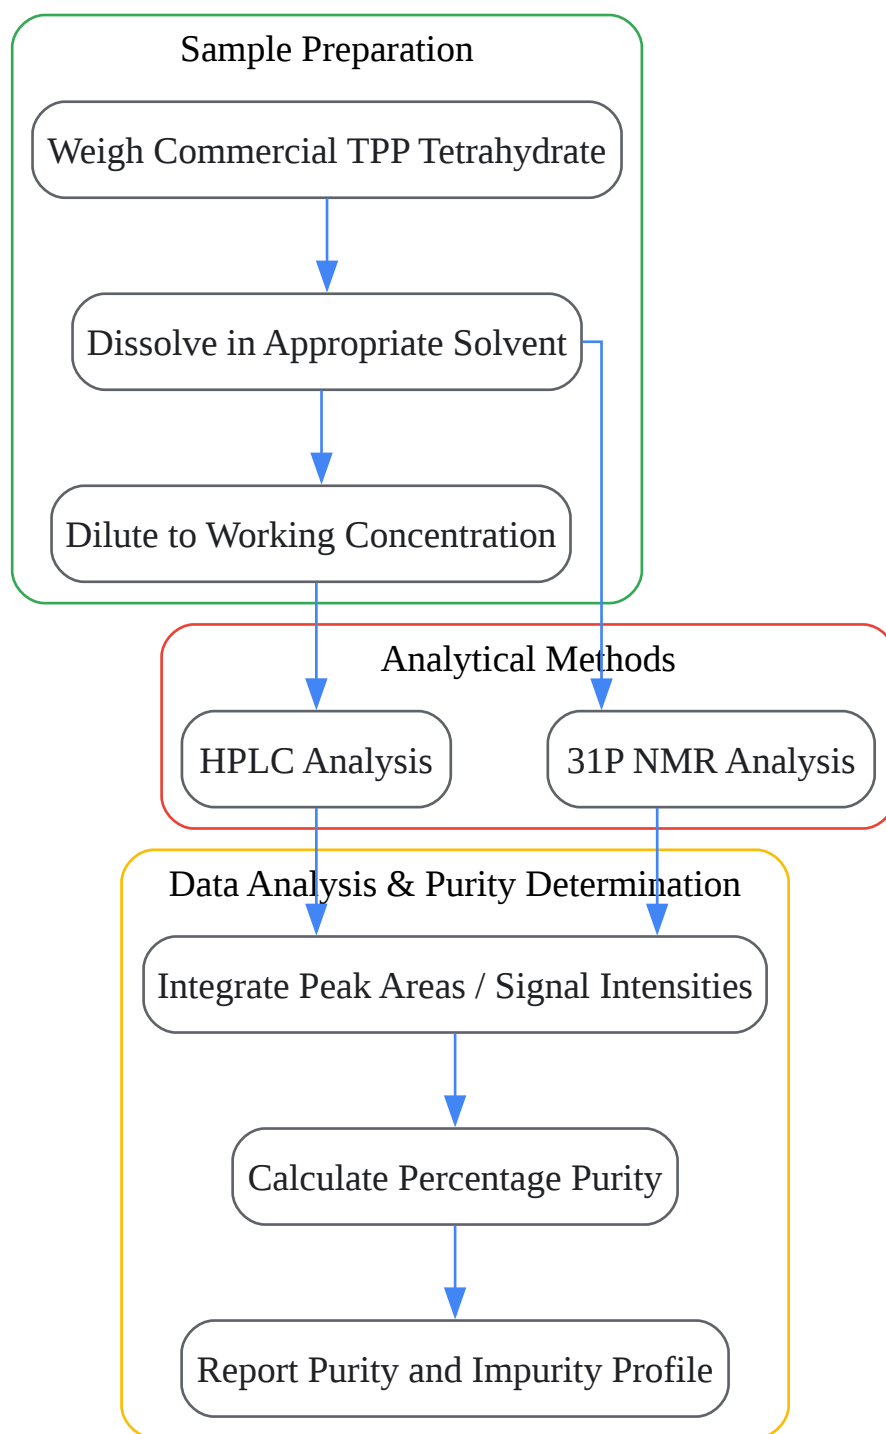 Sample Preparation
Weigh Commercial TPP Tetrahydrate
Dissolve in Appropriate Solvent
Dilute to Working Concentration
Analytical Methods
HPLC Analysis
31P NMR Analysis
Data Analysis & Purity Determination
Integrate Peak Areas / Signal Intensities
Calculate Percentage Purity
Report Purity and Impurity Profile